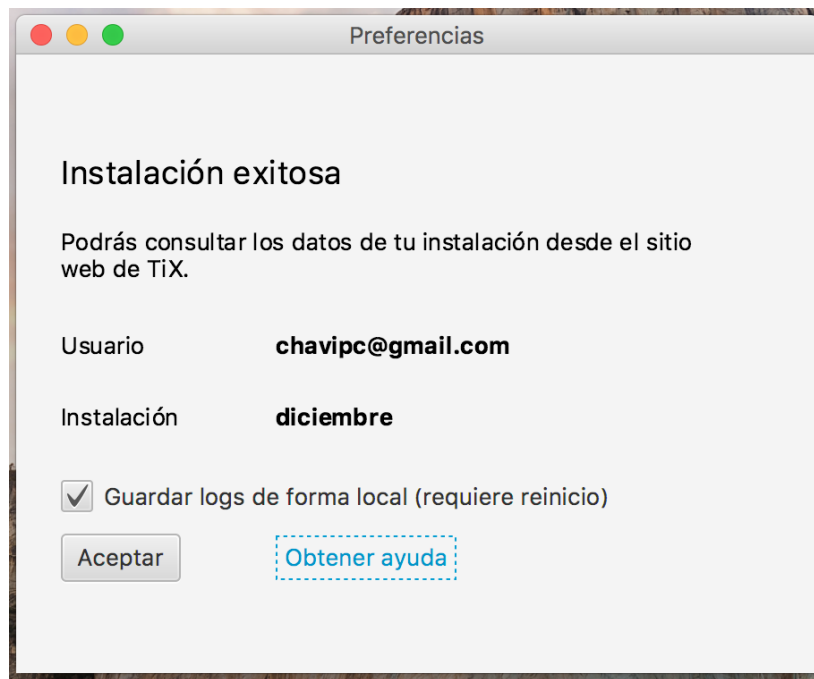 Preferencias
Instalación exitosa
Podrás consultar los datos de tu instalación desde el sitio
web de TiX.
Usuario chavipc@gmail.com
Instalación diciembre
Guardar logs de forma local (requiere reinicio)
Aceptar Obtener ayuda